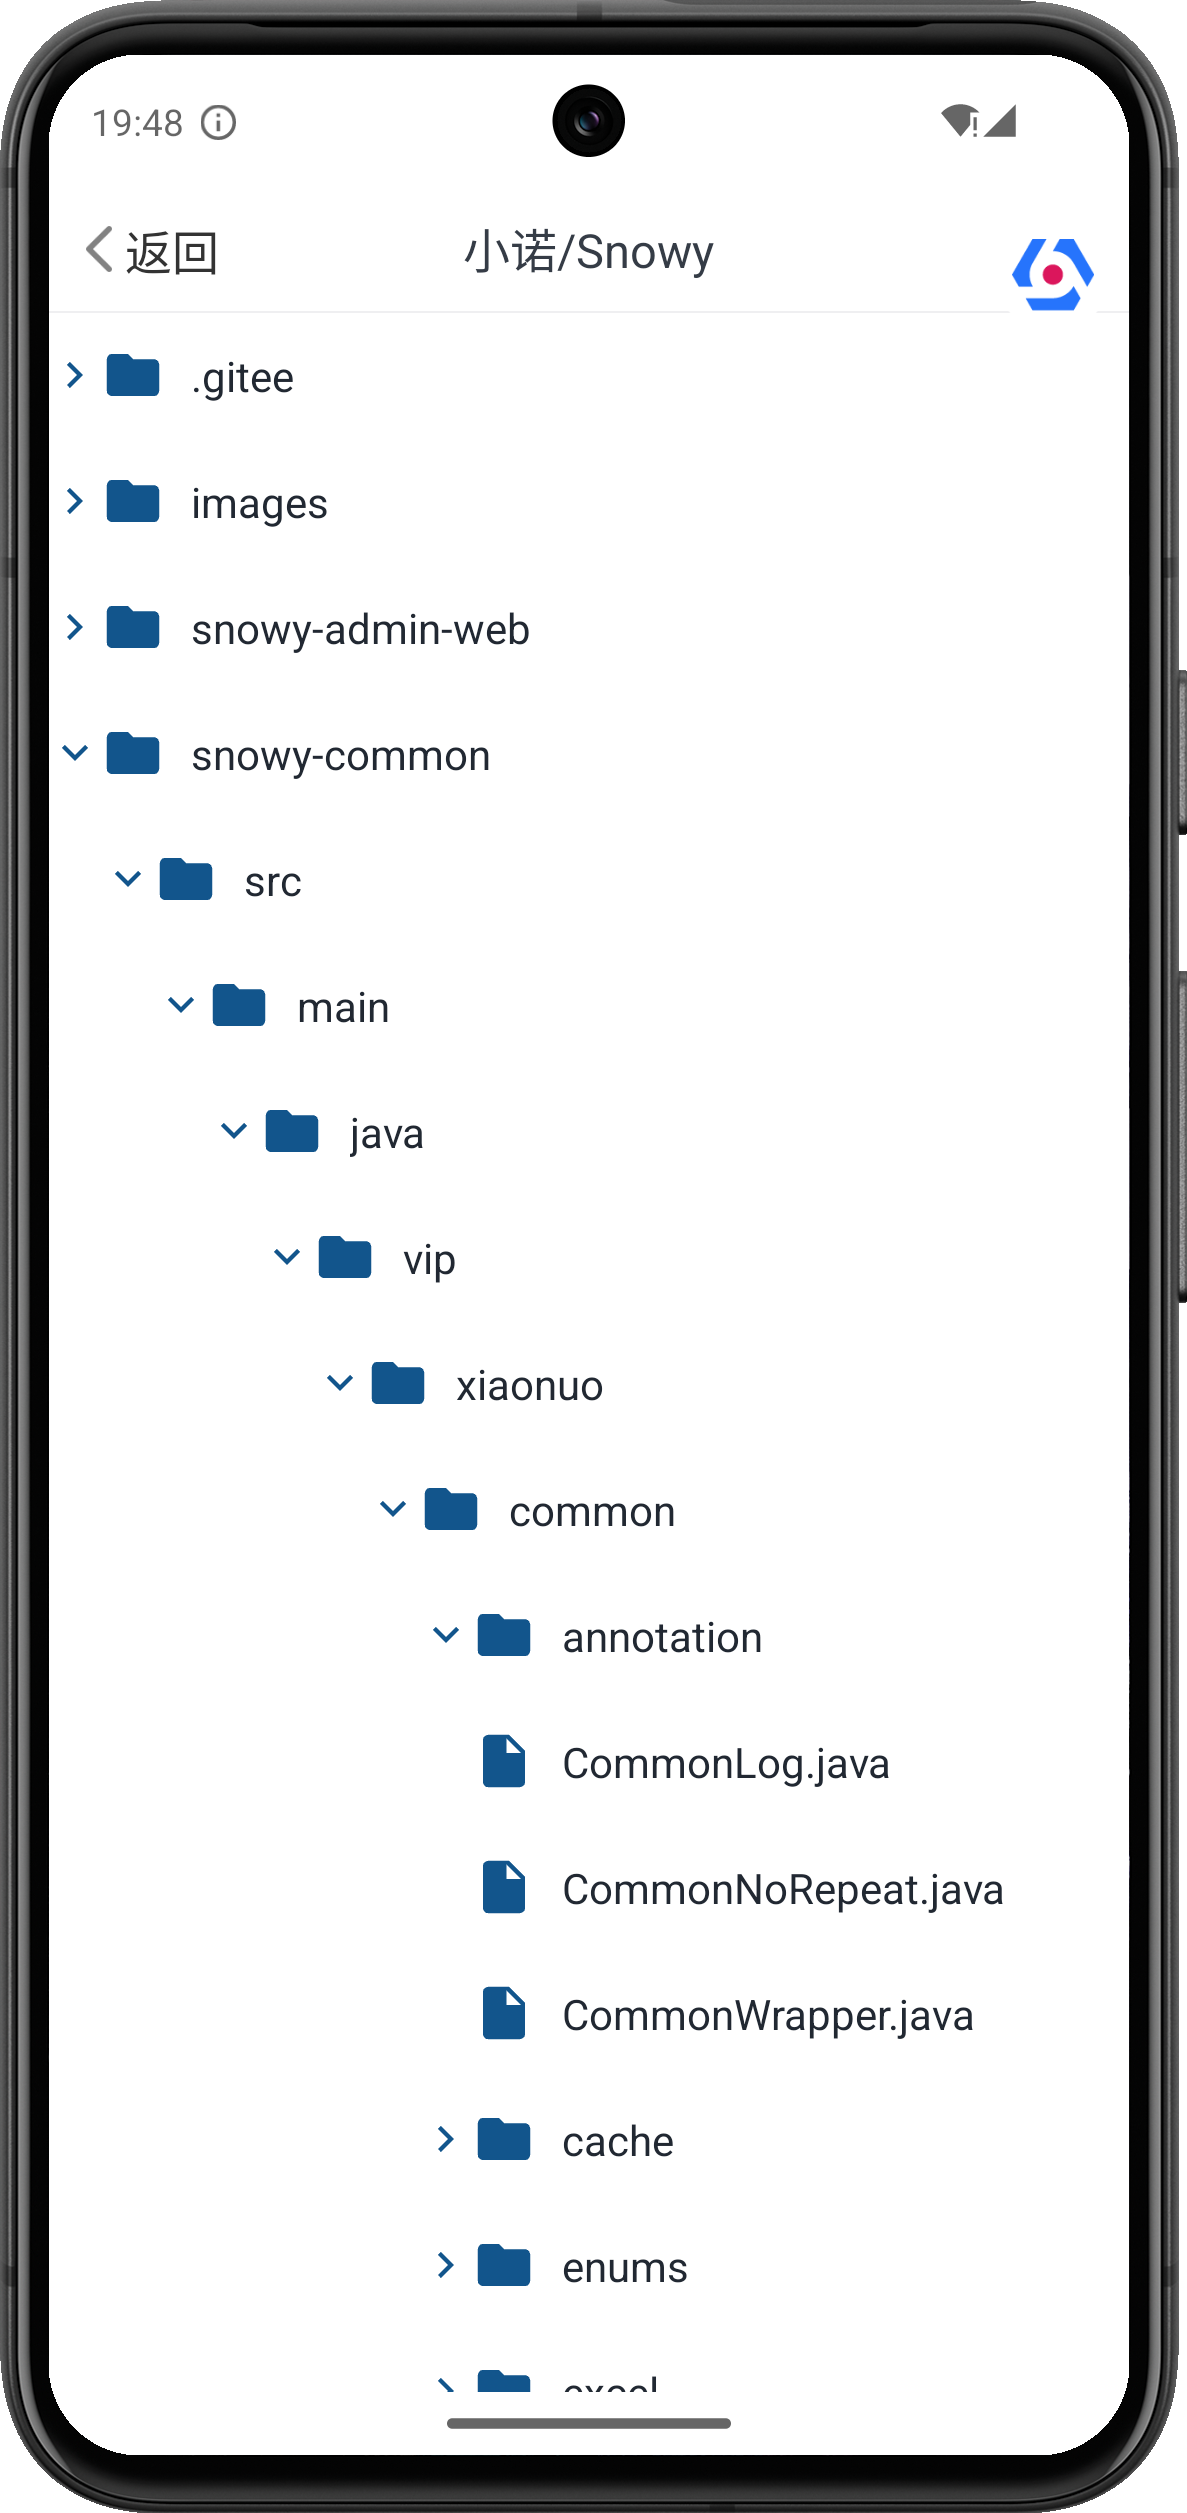 19:48
返回 小诺/Snowy
.gitee
images
snowy-admin-web
snowy-common
src
main
java
vip
xiaonuo
common
annotation
CommonLog.java
CommonNoRepeat.java
CommonWrapper.java
cache
enums
excel